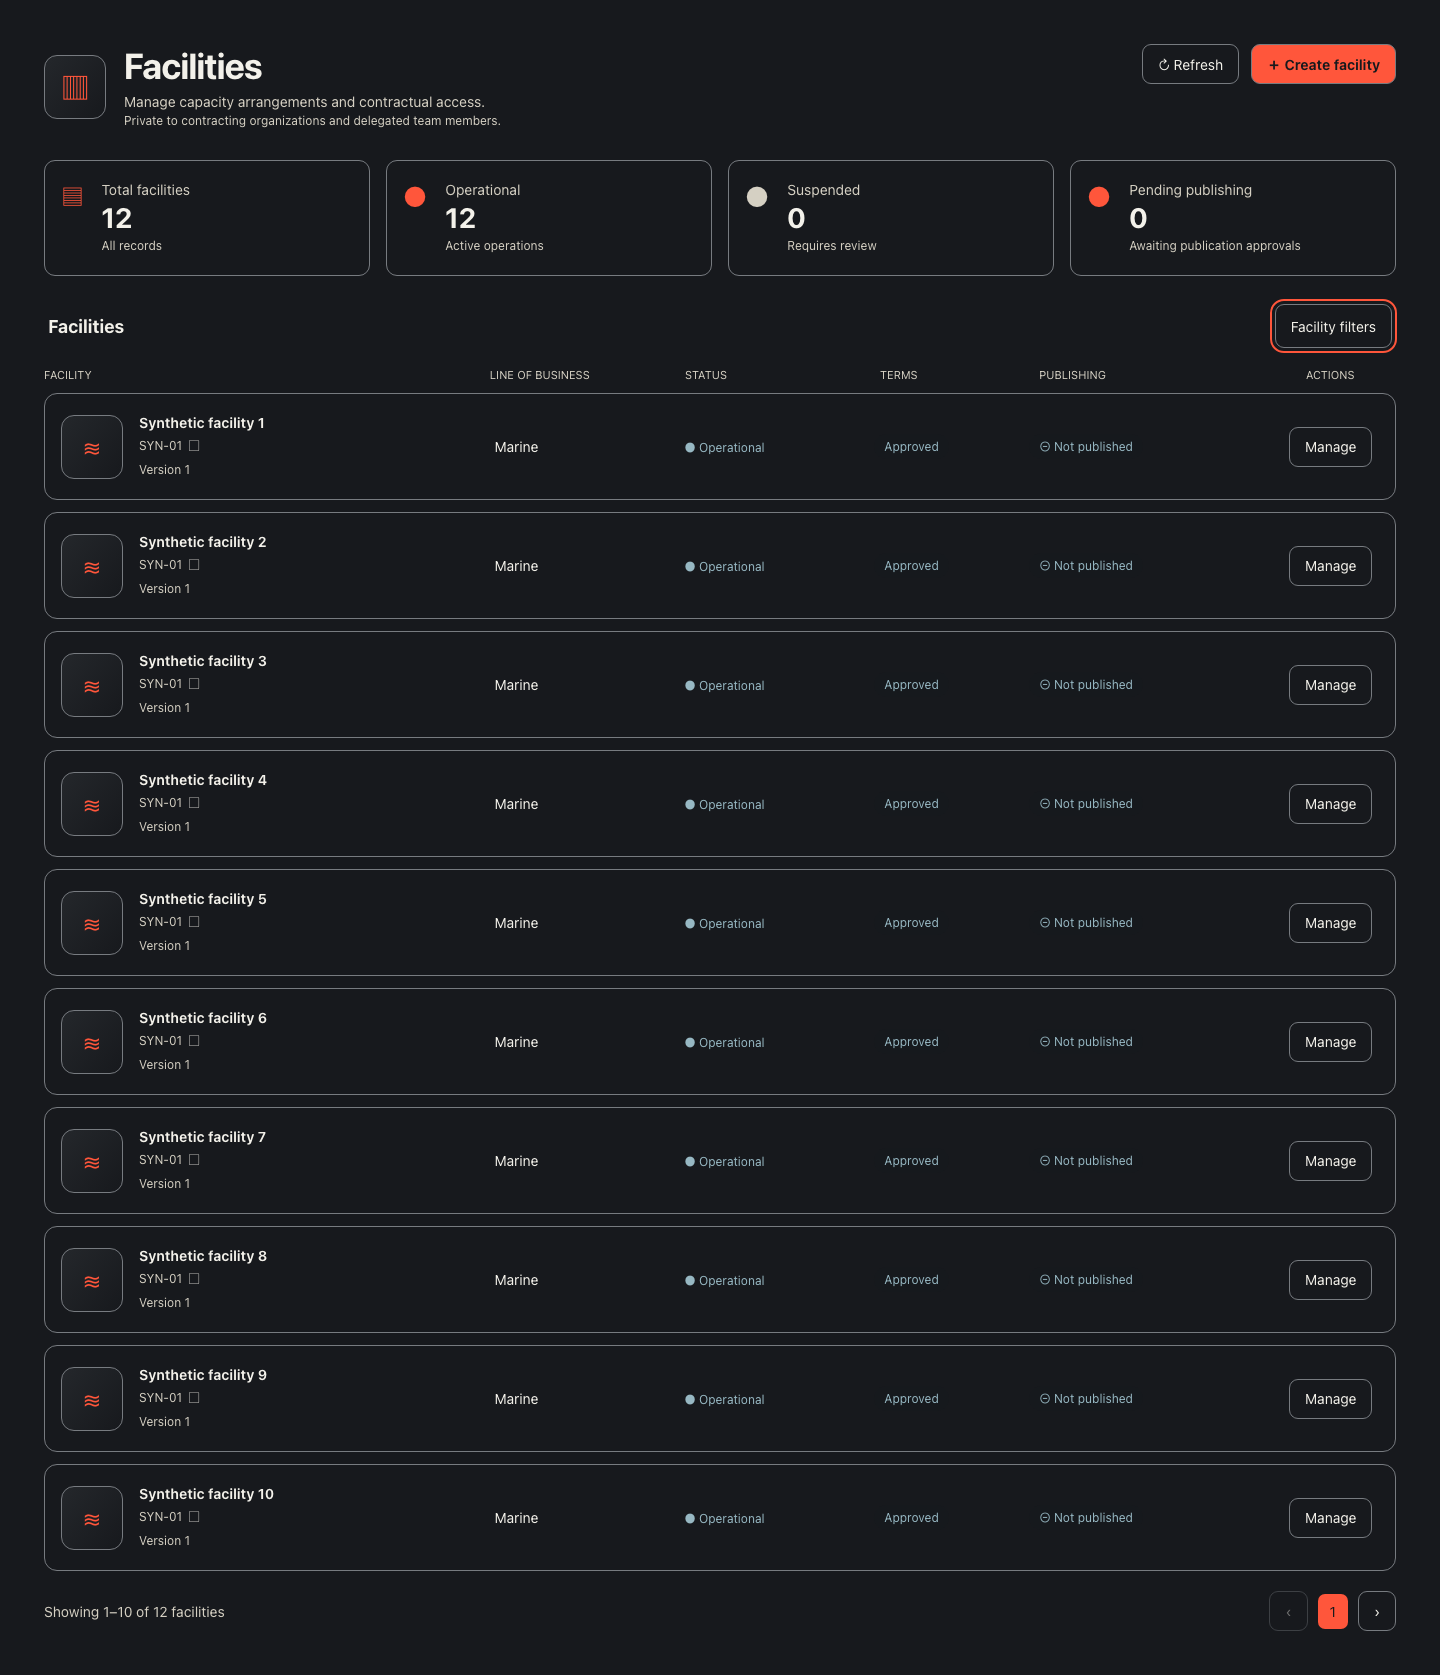 Facilities
Manage capacity arrangements and contractual access.
Private to contracting organizations and delegated team members.
↻ Refresh
+ Create facility
Total facilities
12
All records
Operational
12
Active operations
Suspended
0
Requires review
Pending publishing
0
Awaiting publication approvals
Facilities
Facility filters
FACILITY LINE OF BUSINESS STATUS TERMS PUBLISHING ACTIONS
Synthetic facility 1
SYN-01
Version 1
Marine
Operational
Approved
Not published
Manage
Synthetic facility 2
SYN-01
Version 1
Marine
Operational
Approved
Not published
Manage
Synthetic facility 3
SYN-01
Version 1
Marine
Operational
Approved
Not published
Manage
Synthetic facility 4
SYN-01
Version 1
Marine
Operational
Approved
Not published
Manage
Synthetic facility 5
SYN-01
Version 1
Marine
Operational
Approved
Not published
Manage
Synthetic facility 6
SYN-01
Version 1
Marine
Operational
Approved
Not published
Manage
Synthetic facility 7
SYN-01
Version 1
Marine
Operational
Approved
Not published
Manage
Synthetic facility 8
SYN-01
Version 1
Marine
Operational
Approved
Not published
Manage
Synthetic facility 9
SYN-01
Version 1
Marine
Operational
Approved
Not published
Manage
Synthetic facility 10
SYN-01
Version 1
Marine
Operational
Approved
Not published
Manage
Showing 1–10 of 12 facilities
‹ 1 ›